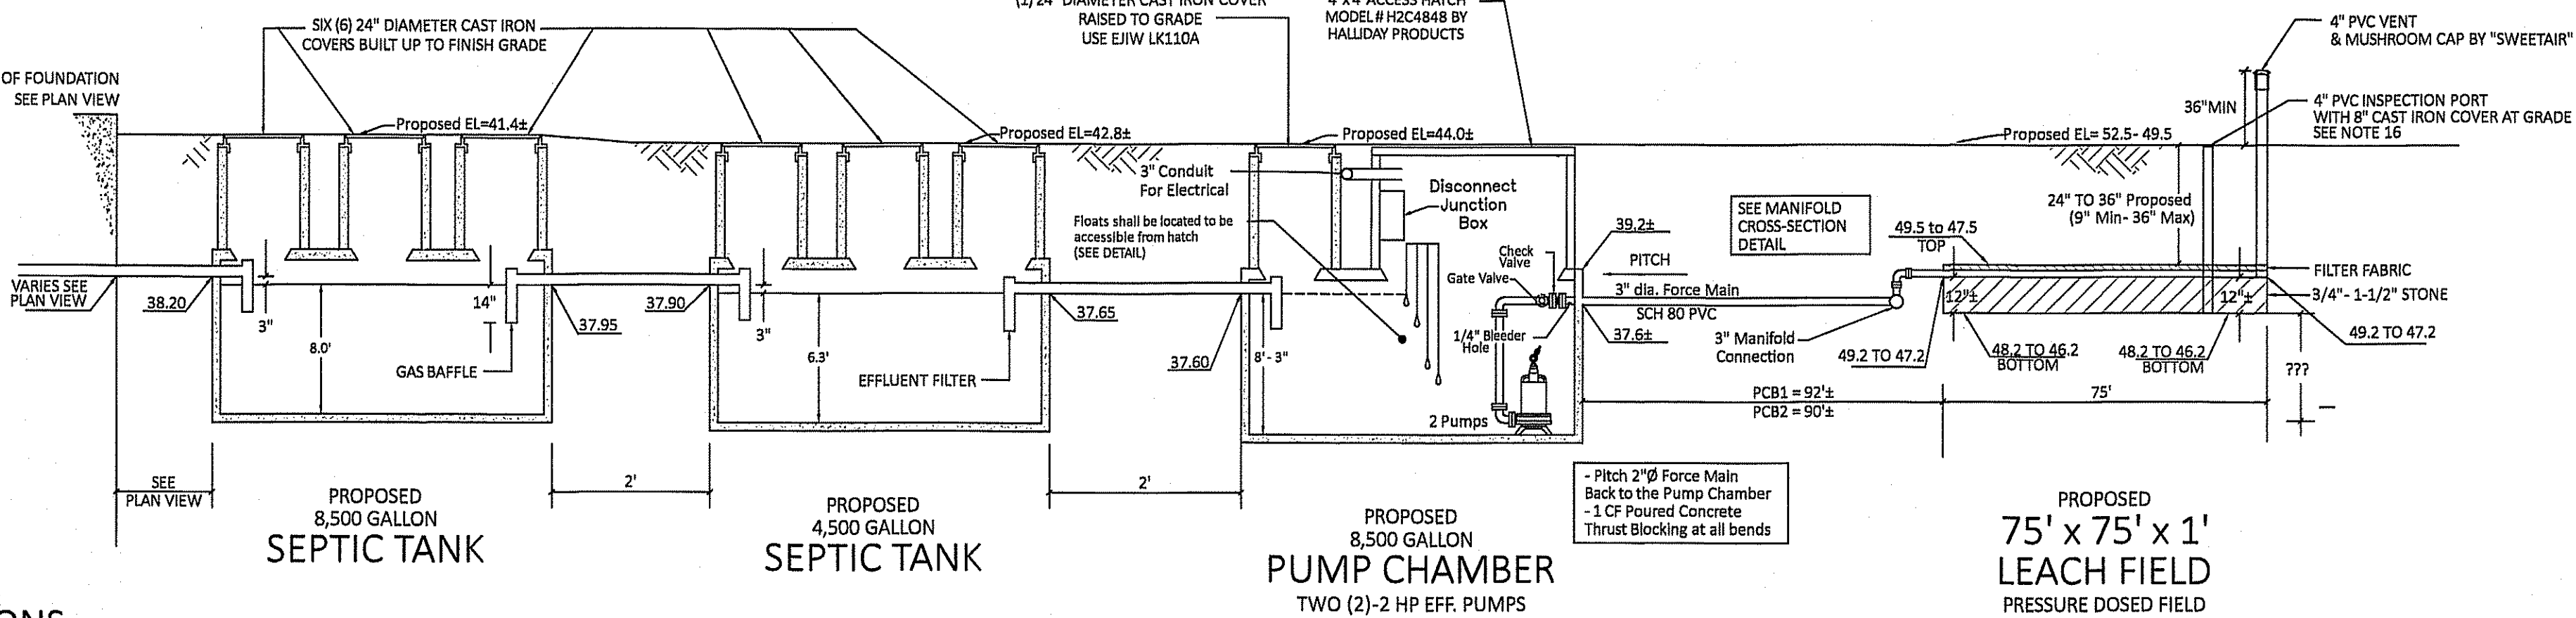 SIX (6) 24" DIAMETER CAST IRON
COVERS BUILT UP TO FINISH GRADE
(1) 24" DIAMETER CAST IRON COVER
RAISED TO GRADE
USE EJIW LK110A
4'x4' ACCESS HATCH
MODEL# H2C4848 BY
HALLIDAY PRODUCTS
4" PVC VENT
& MUSHROOM CAP BY "SWEETAIR"
OF FOUNDATION
SEE PLAN VIEW
36"MIN
4" PVC INSPECTION PORT
WITH 8" CAST IRON COVER AT GRADE
SEE NOTE 16
Proposed EL=41.4±
Proposed EL=42.8±
Proposed EL=44.0±
Proposed EL= 52.5- 49.5
3" Conduit
For Electrical
Disconnect
Junction
Box
Floats shall be located to be
accessible from hatch
(SEE DETAIL)
SEE MANIFOLD
CROSS-SECTION
DETAIL
24" TO 36" Proposed
(9" Min- 36" Max)
39.2±
PITCH
49.5 to 47.5
TOP
FILTER FABRIC
3/4"- 1-1/2" STONE
VARIES SEE
PLAN VIEW
38.20
3"
14"
8.0'
GAS BAFFLE
37.95
37.90
3"
6.3'
EFFLUENT FILTER
37.65
37.60
8'- 3"
Check
Valve
Gate Valve
1/4" Bleeder
Hole
3" dia. Force Main
SCH 80 PVC
37.6±
3" Manifold
Connection
12"±
12"±
49.2 TO 47.2
49.2 TO 47.2
48.2 TO 46.2
BOTTOM
48.2 TO 46.2
BOTTOM
???
2 Pumps
PCB1 = 92'±
PCB2 = 90'±
75'
SEE
PLAN VIEW
2'
2'
PROPOSED
8,500 GALLON
SEPTIC TANK
PROPOSED
4,500 GALLON
SEPTIC TANK
PROPOSED
8,500 GALLON
PUMP CHAMBER
TWO (2)-2 HP EFF. PUMPS
- Pitch 2"Ø Force Main
Back to the Pump Chamber
- 1 CF Poured Concrete
Thrust Blocking at all bends
PROPOSED
75' x 75' x 1'
LEACH FIELD
PRESSURE DOSED FIELD